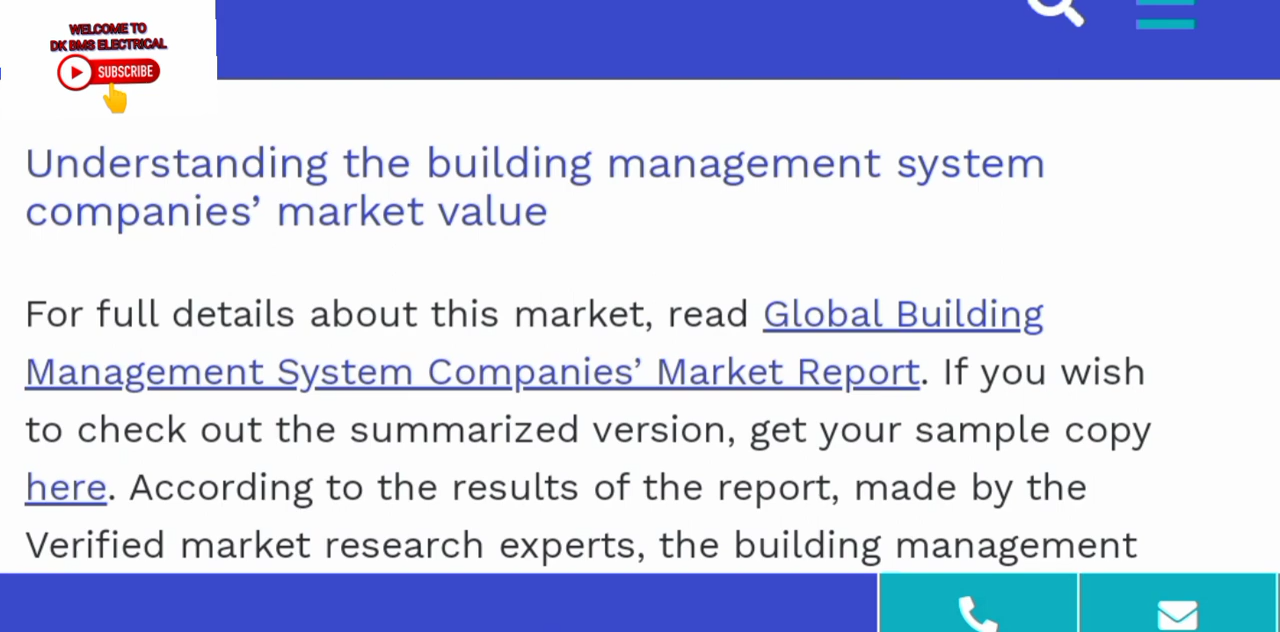 WELCOME TO
DK BMS ELECTRICAL
SUBSCRIBE
Understanding the building management system
companies’ market value
For full details about this market, read Global Building
Management System Companies’ Market Report. If you wish
to check out the summarized version, get your sample copy
here. According to the results of the report, made by the
Verified market research experts, the building management